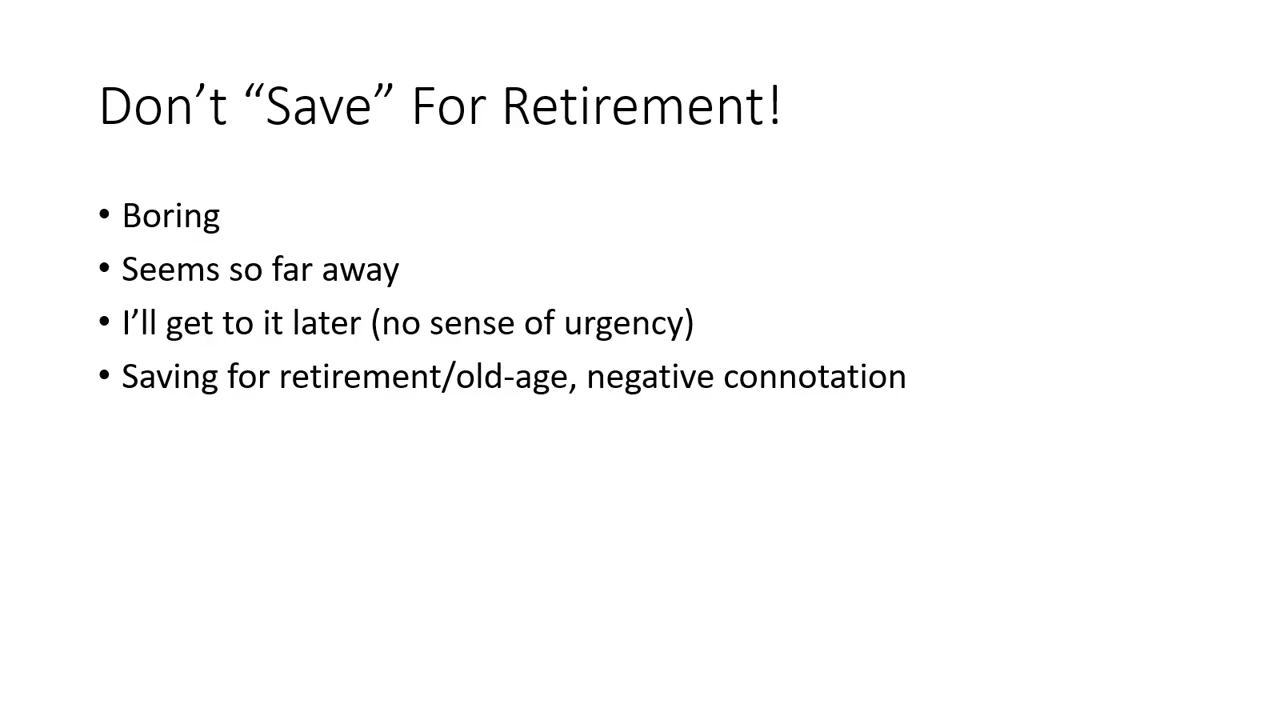 Don’t “Save” For Retirement!
• Boring
• Seems so far away
• I’ll get to it later (no sense of urgency)
• Saving for retirement/old-age, negative connotation